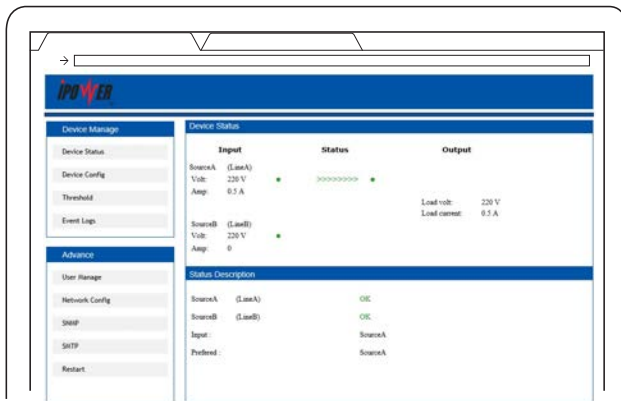 iPOWER
Device Manage
Device Status
Device Config
Threshold
Event Logs
Advance
User Manage
Network Config
SNMP
SNTP
Restart
Device Status
Input Status Output
SourceA (LineA)
Volt: 220 V >>>>>>>>
Amp: 0.5 A
Load volt: 220 V
Load current: 0.5 A
SourceB (LineB)
Volt: 220 V
Amp: 0
Status Description
SourceA (LineA) OK
SourceB (LineB) OK
Input : SourceA
Prefered : SourceA